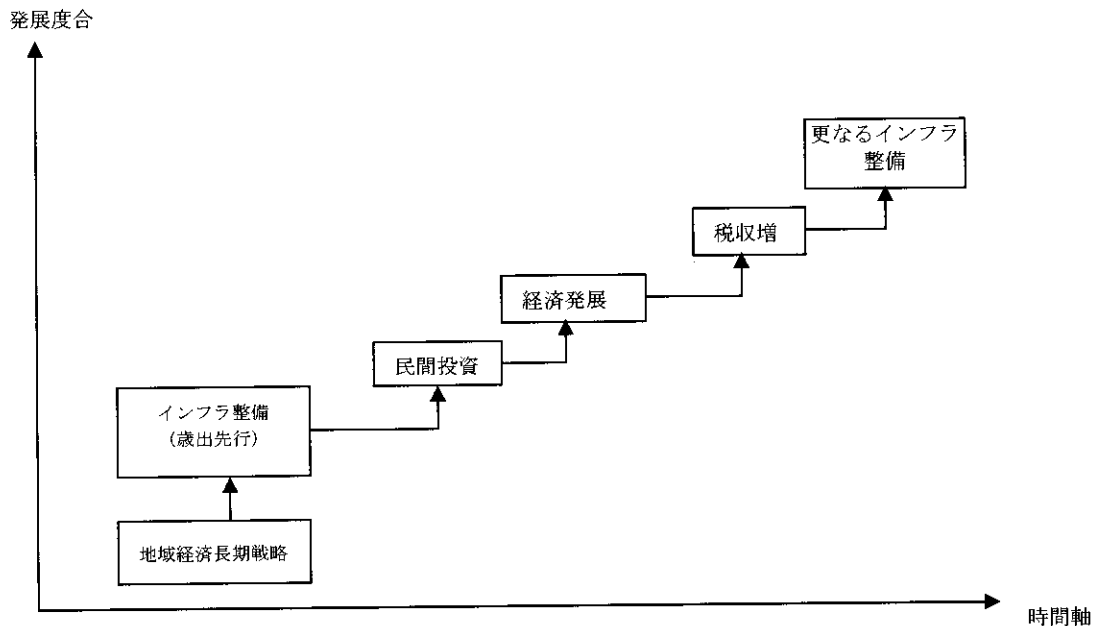 発展度合
更なるインフラ
整備
税収増
経済発展
民間投資
インフラ整備
(歳出先行)
地域経済長期戦略
時間軸